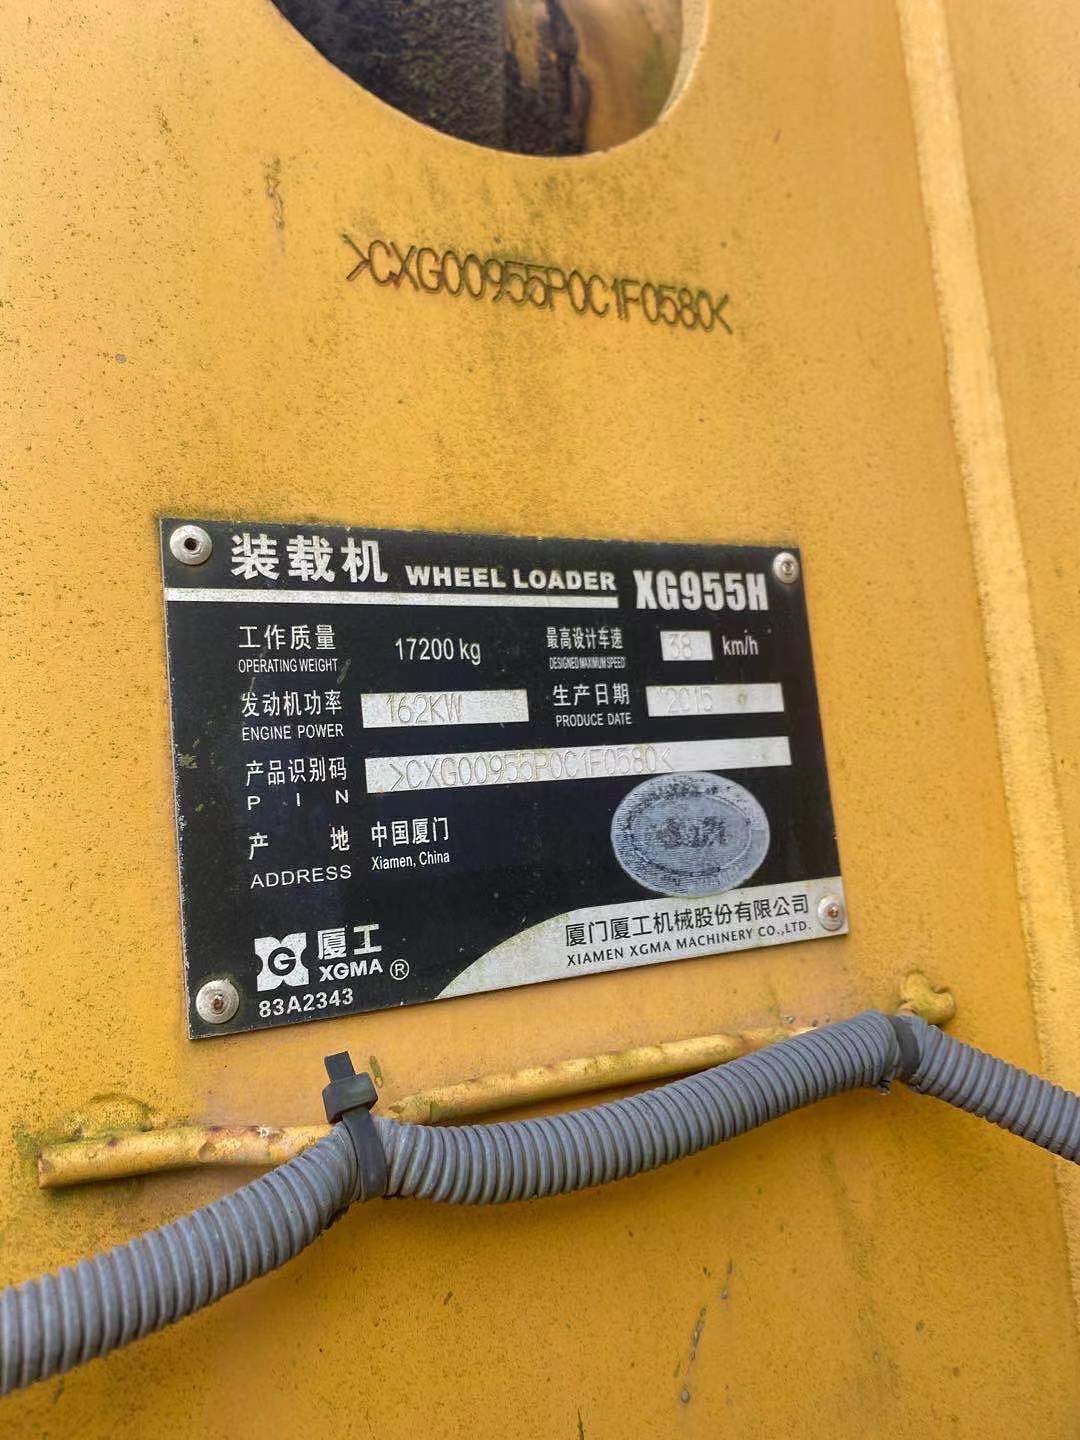 >CXG00955P0C1F0580<
装载机 WHEEL LOADER XG955H
工作质量 17200 kg 最高设计车速 38 km/h
OPERATING WEIGHT DESIGNED MAXIMUM SPEED
发动机功率 162KW 生产日期 2015 6
ENGINE POWER PRODUCE DATE
产品识别码 >CXG00955P0C1F0580<
P I N
产 地 中国厦门
ADDRESS Xiamen, China
厦工
XGMA ®
83A2343
厦门厦工机械股份有限公司
XIAMEN XGMA MACHINERY CO.,LTD.